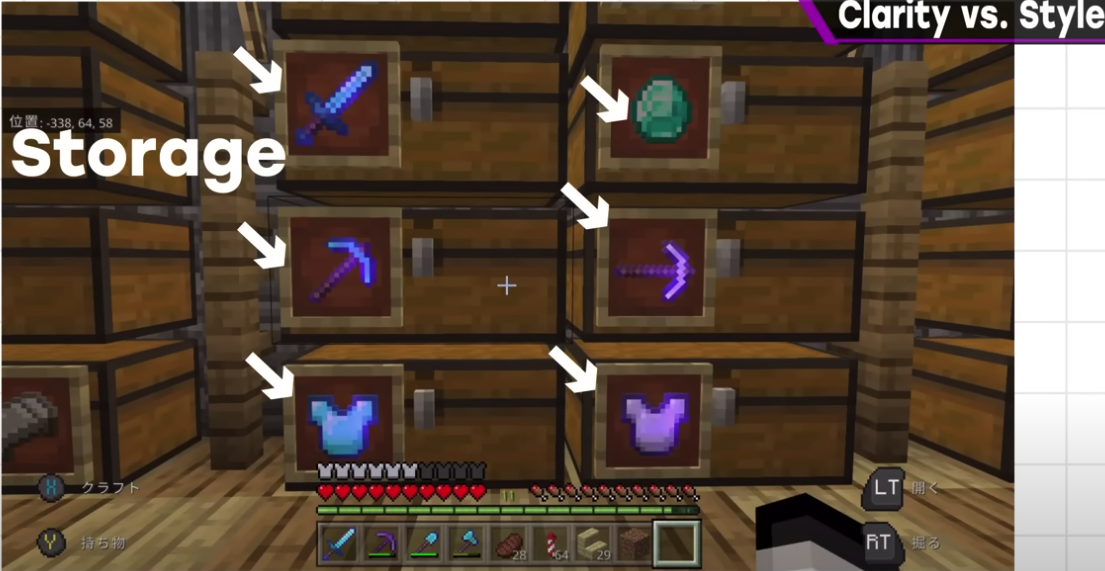 Clarity vs. Style
位置: -338, 64, 58
Storage
11
X クラフト
LT 開く
Y 持ち物
RT 掘る
28
64
29